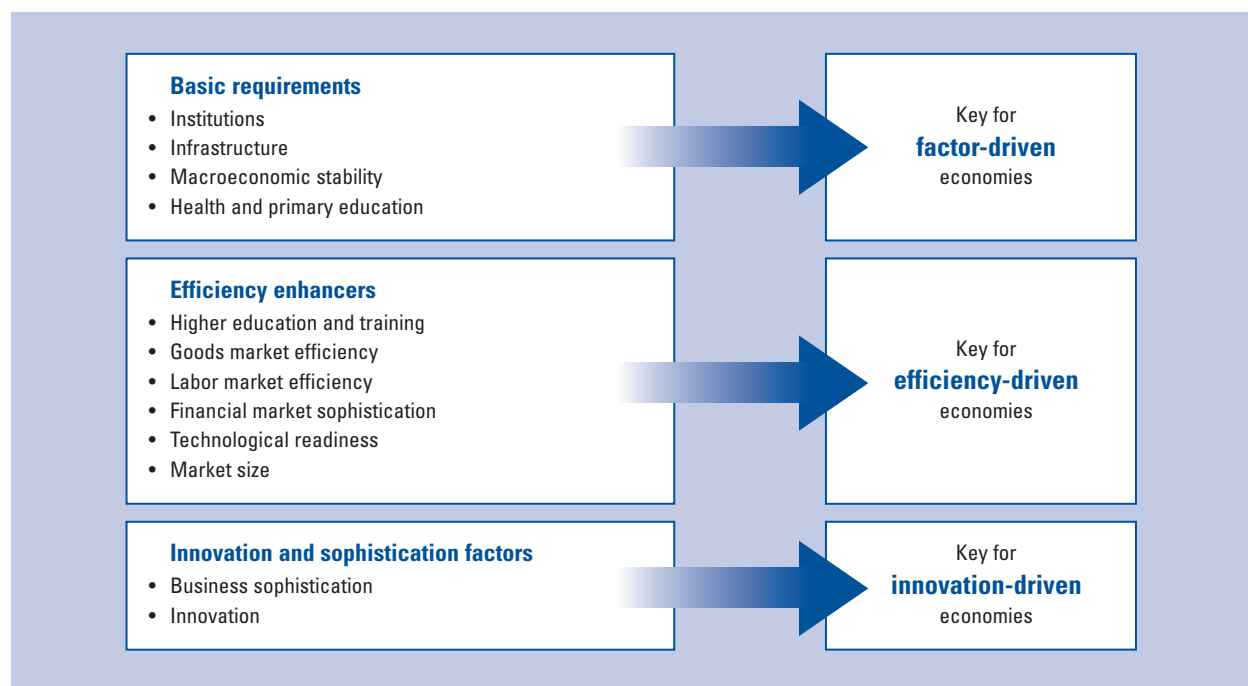 Basic requirements
• Institutions
• Infrastructure
• Macroeconomic stability
• Health and primary education
Key for
factor-driven
economies
Efficiency enhancers
• Higher education and training
• Goods market efficiency
• Labor market efficiency
• Financial market sophistication
• Technological readiness
• Market size
Key for
efficiency-driven
economies
Innovation and sophistication factors
• Business sophistication
• Innovation
Key for
innovation-driven
economies